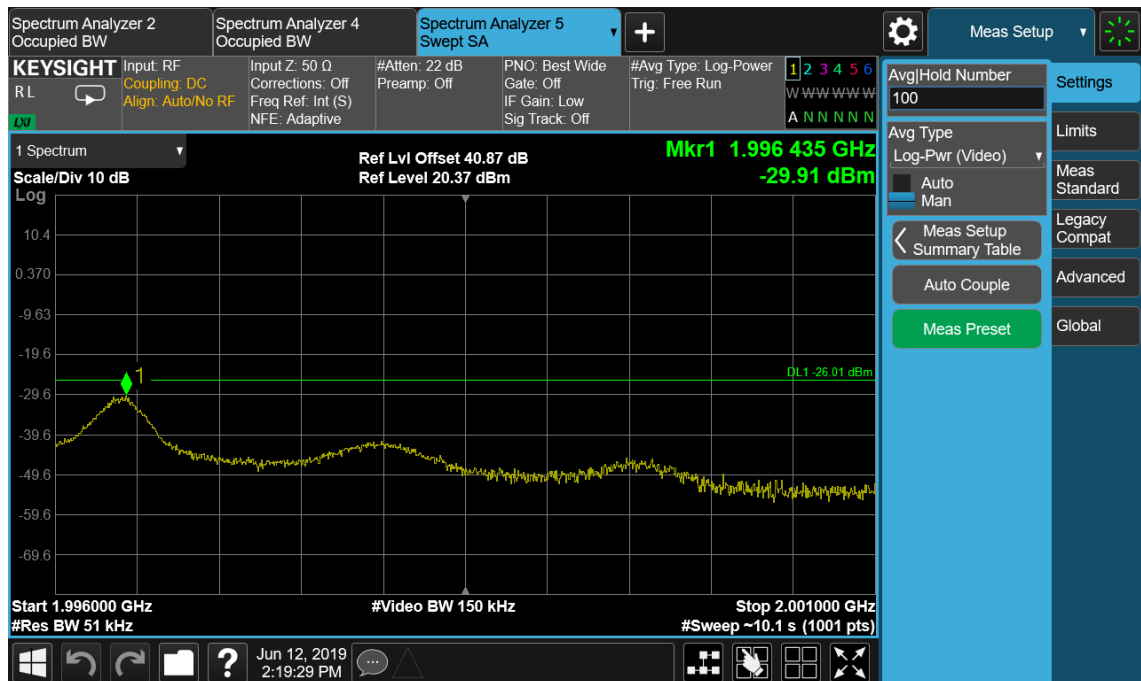 Spectrum Analyzer 2
Occupied BW
Spectrum Analyzer 4
Occupied BW
Spectrum Analyzer 5
Swept SA
+
Meas Setup
KEYSIGHT
R L
LXI
Input: RF
Coupling: DC
Align: Auto/No RF
Input Z: 50 Ω
Corrections: Off
Freq Ref: Int (S)
NFE: Adaptive
#Atten: 22 dB
Preamp: Off
PNO: Best Wide
Gate: Off
IF Gain: Low
Sig Track: Off
#Avg Type: Log-Power
Trig: Free Run
1 2 3 4 5 6
W W W W W W
A N N N N N
1 Spectrum
Scale/Div 10 dB
Log
Ref Lvl Offset 40.87 dB
Ref Level 20.37 dBm
Mkr1 1.996 435 GHz
-29.91 dBm
10.4
0.370
-9.63
-19.6
-29.6
-39.6
-49.6
-59.6
-69.6
1
DL1 -26.01 dBm
Start 1.996000 GHz
#Res BW 51 kHz
#Video BW 150 kHz
Stop 2.001000 GHz
#Sweep ~10.1 s (1001 pts)
Avg|Hold Number
100
Avg Type
Log-Pwr (Video)
Auto
Man
Meas Setup
Summary Table
Auto Couple
Meas Preset
Settings
Limits
Meas
Standard
Legacy
Compat
Advanced
Global
?
Jun 12, 2019
2:19:29 PM